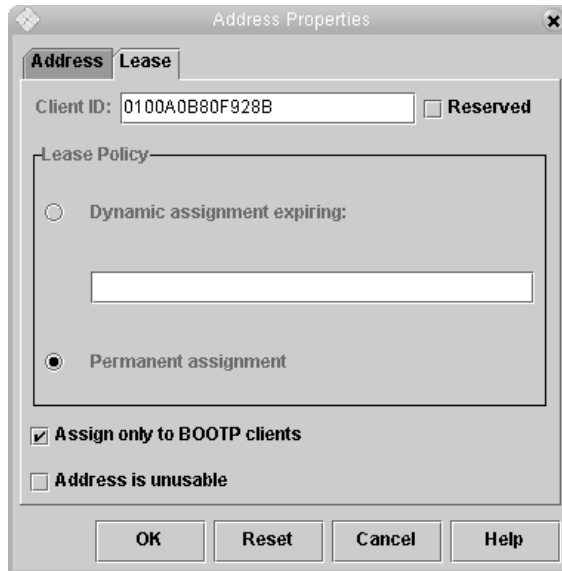 Address Properties
Address Lease
Client ID: 0100A0B80F928B Reserved
Lease Policy
Dynamic assignment expiring:
Permanent assignment
Assign only to BOOTP clients
Address is unusable
OK Reset Cancel Help